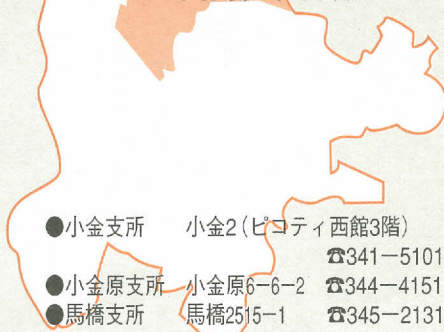 ●小金支所 小金2(ピコティ西館3階)
☎341-5101
●小金原支所 小金原6-6-2 ☎344-4151
●馬橋支所 馬橋2515-1 ☎345-2131